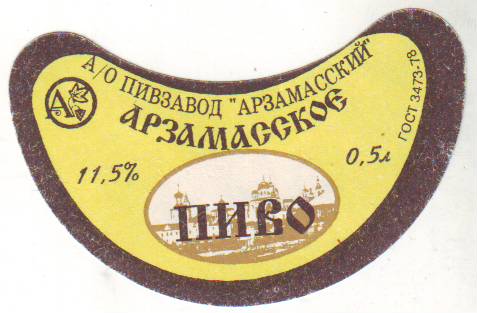 А/О ПИВЗАВОД "АРЗАМАССКИЙ"
АРЗАМАССКОЕ
11,5%
0,5л
ПИВО
ГОСТ 3473-78